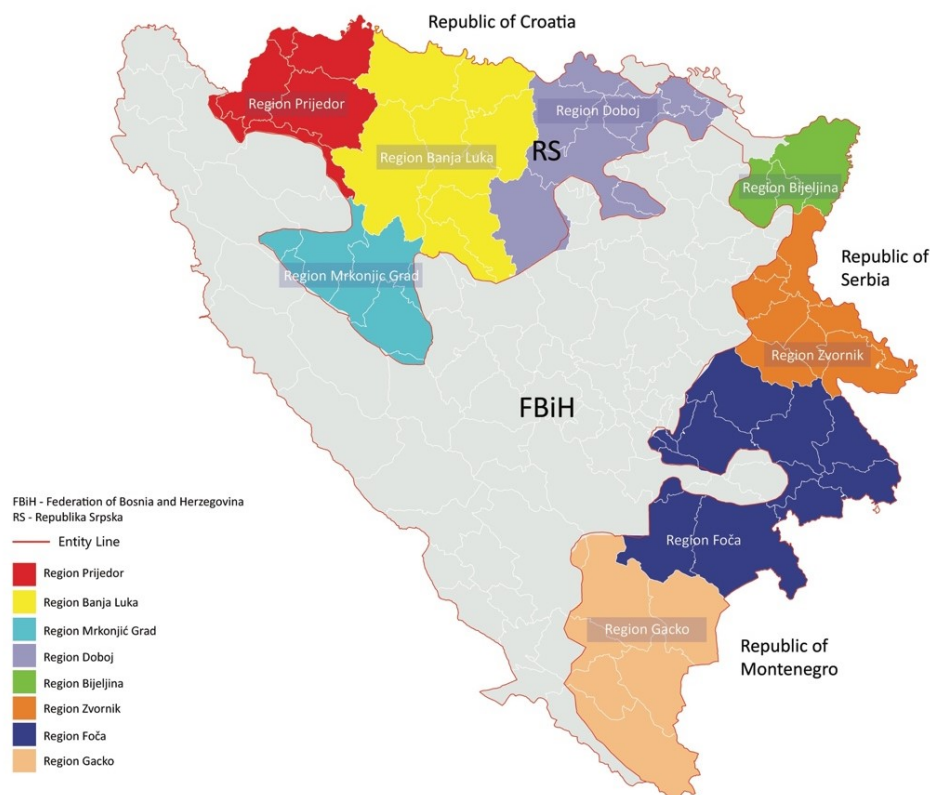 Republic of Croatia
Region Prijedor
Region Doboj
Region Banja Luka
RS
Region Bijeljina
Republic of
Serbia
Region Mrkonjic Grad
Region Zvornik
FBiH
FBiH - Federation of Bosnia and Herzegovina
RS - Republika Srpska
Entity Line
Region Foča
Region Prijedor
Region Banja Luka
Region Mrkonjić Grad
Region Doboj
Region Bijeljina
Region Zvornik
Region Foča
Region Gacko
Region Gacko
Republic of
Montenegro